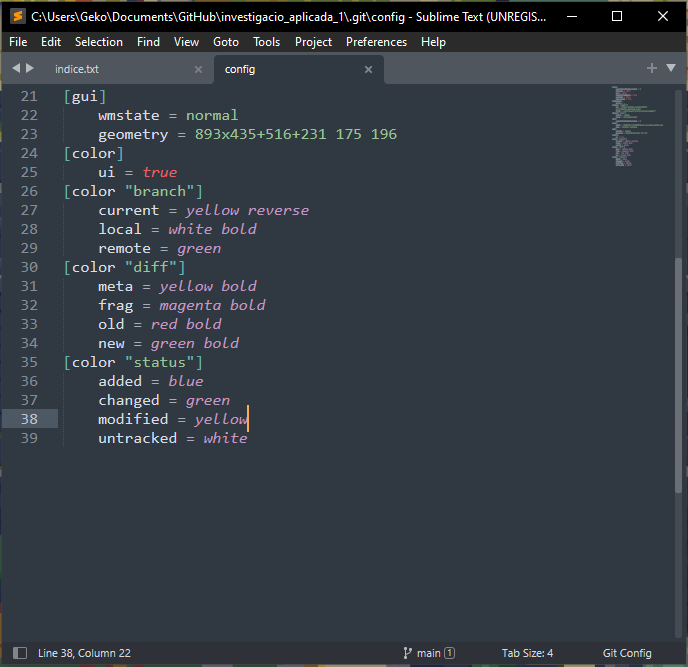 C:\Users\Geko\Documents\GitHub\investigacio_aplicada_1\.git\config - Sublime Text (UNREGIS...
File Edit Selection Find View Goto Tools Project Preferences Help
indice.txt config
21 [gui]
22 wmstate = normal
23 geometry = 893x435+516+231 175 196
24 [color]
25 ui = true
26 [color "branch"]
27 current = yellow reverse
28 local = white bold
29 remote = green
30 [color "diff"]
31 meta = yellow bold
32 frag = magenta bold
33 old = red bold
34 new = green bold
35 [color "status"]
36 added = blue
37 changed = green
38 modified = yellow
39 untracked = white
Line 38, Column 22 main 1 Tab Size: 4 Git Config